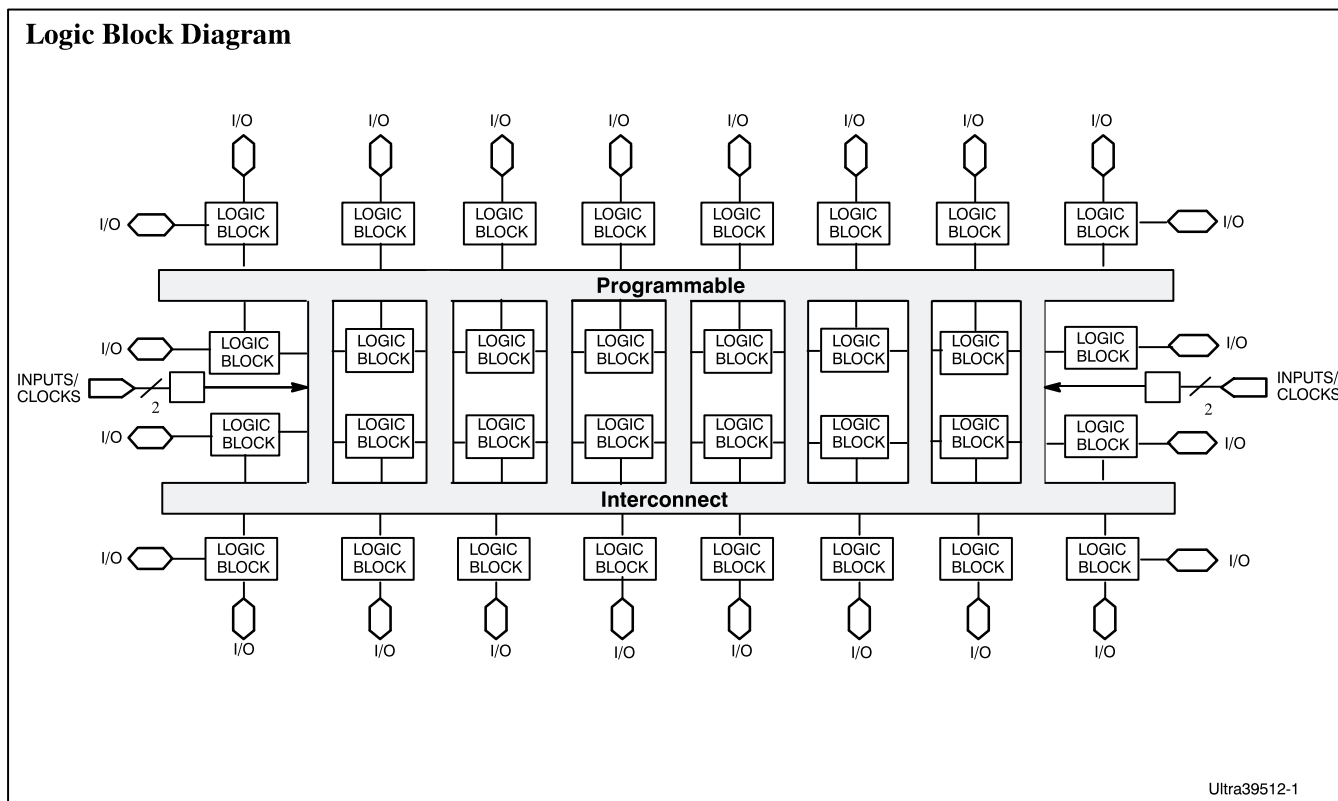 Logic Block Diagram
I/O I/O I/O I/O I/O I/O I/O I/O
I/O LOGIC BLOCK LOGIC BLOCK LOGIC BLOCK LOGIC BLOCK LOGIC BLOCK LOGIC BLOCK LOGIC BLOCK LOGIC BLOCK I/O
Programmable
I/O LOGIC BLOCK LOGIC BLOCK LOGIC BLOCK LOGIC BLOCK LOGIC BLOCK LOGIC BLOCK LOGIC BLOCK LOGIC BLOCK I/O
INPUTS/ CLOCKS 2 2 INPUTS/ CLOCKS
I/O LOGIC BLOCK LOGIC BLOCK LOGIC BLOCK LOGIC BLOCK LOGIC BLOCK LOGIC BLOCK LOGIC BLOCK LOGIC BLOCK I/O
Interconnect
I/O LOGIC BLOCK LOGIC BLOCK LOGIC BLOCK LOGIC BLOCK LOGIC BLOCK LOGIC BLOCK LOGIC BLOCK LOGIC BLOCK I/O
I/O I/O I/O I/O I/O I/O I/O I/O
Ultra39512-1